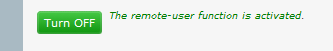 The remote-user function is activated.
Turn OFF